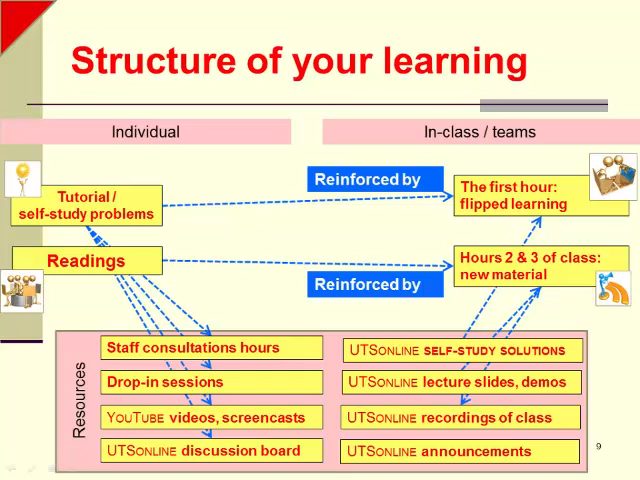 Structure of your learning
Individual
In-class / teams
Reinforced by
Tutorial /
self-study problems
The first hour:
flipped learning
Readings
Hours 2 & 3 of class:
new material
Reinforced by
Resources
Staff consultations hours
Drop-in sessions
YOUTUBE videos, screencasts
UTSONLINE discussion board
UTSONLINE SELF-STUDY SOLUTIONS
UTSONLINE lecture slides, demos
UTSONLINE recordings of class
UTSONLINE announcements
9